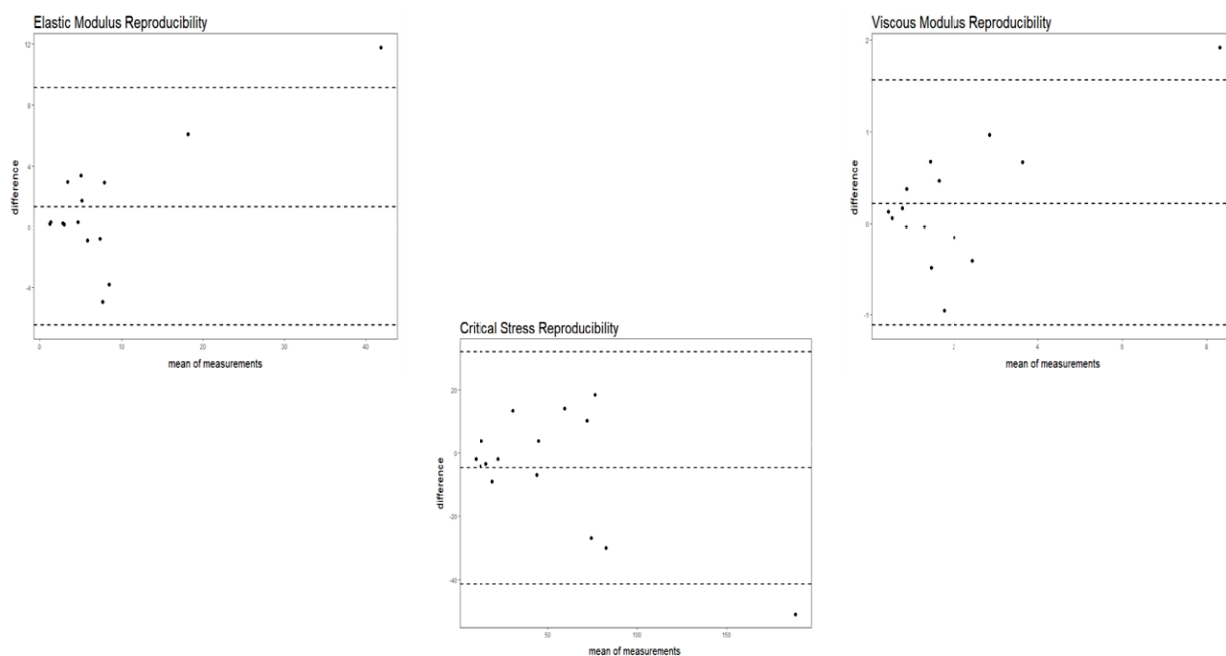 Elastic Modulus Reproducibility
12
8
4
0
-4
difference
0
10
20
30
40
mean of measurements
Viscous Modulus Reproducibility
2
1
0
-1
difference
2
4
6
8
mean of measurements
Critical Stress Reproducibility
20
0
-20
-40
difference
50
100
150
mean of measurements